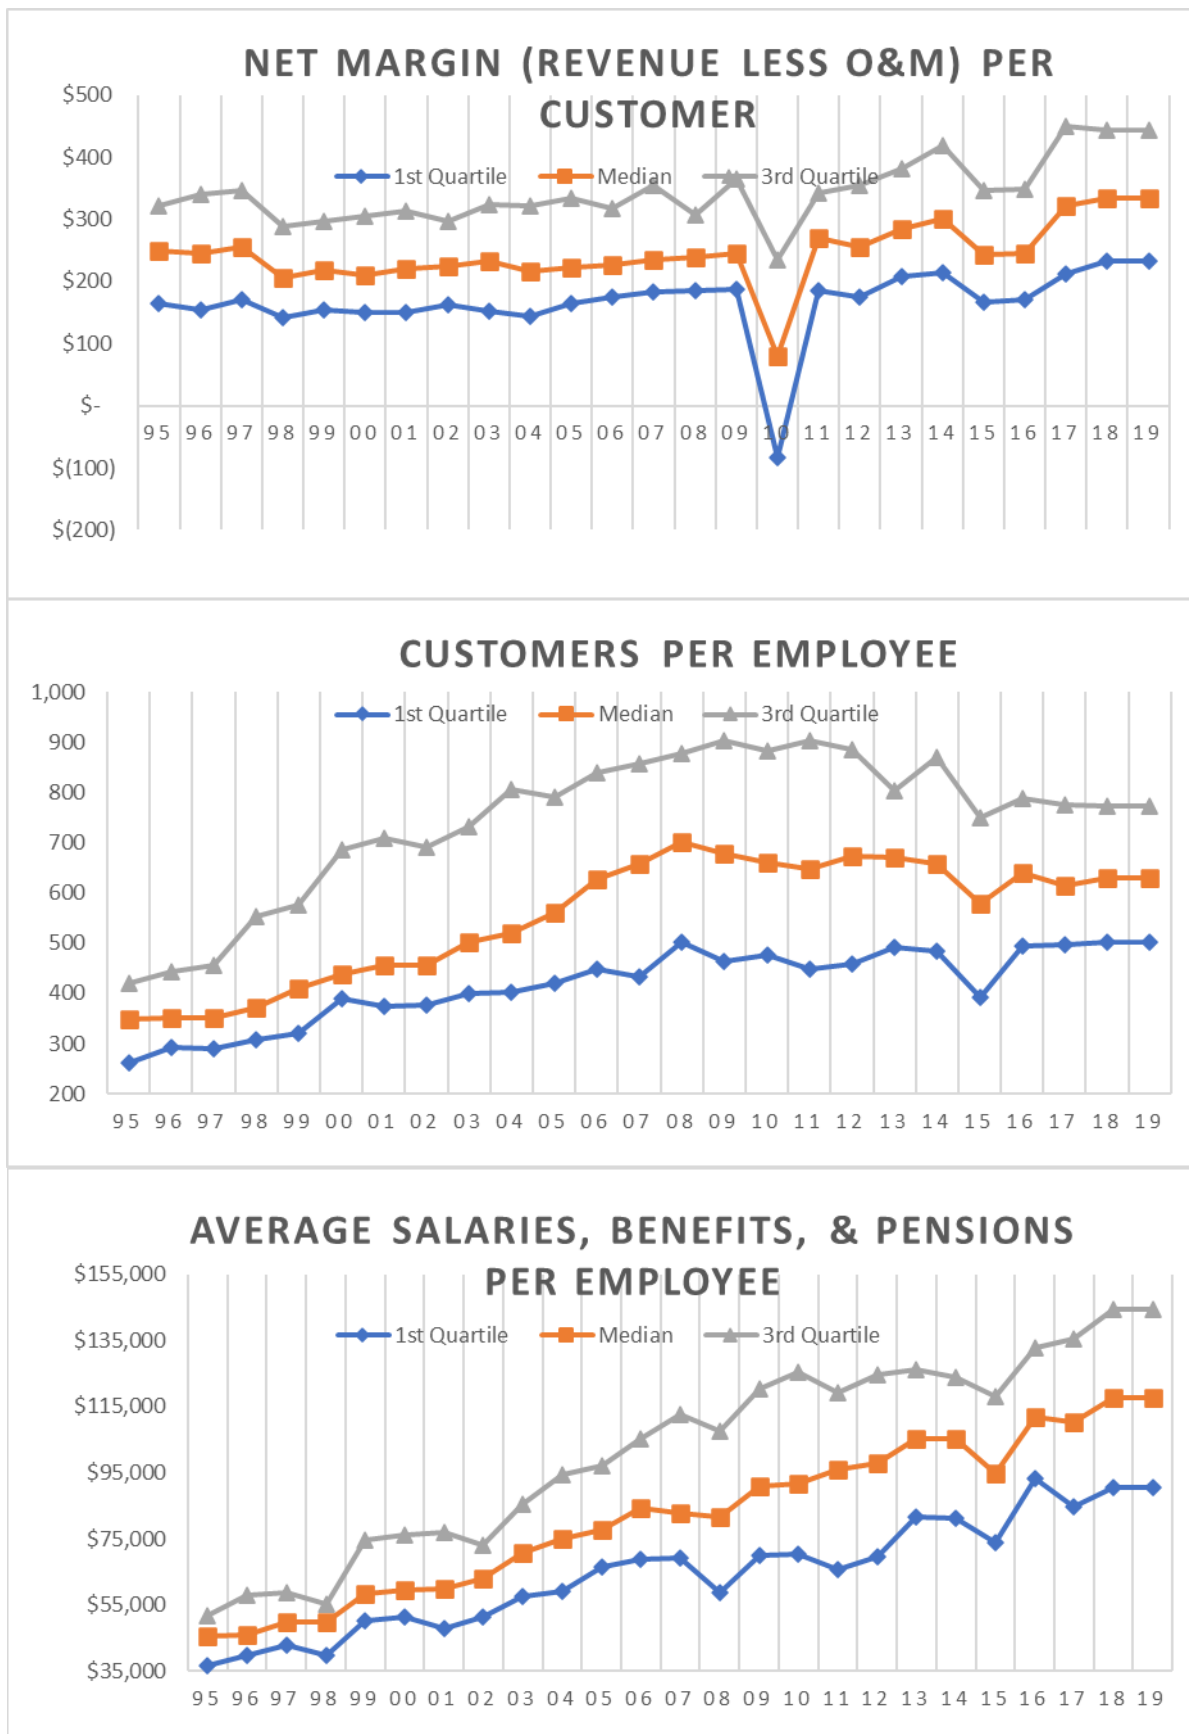 NET MARGIN (REVENUE LESS O&M) PER
CUSTOMER
$500
$400
1st Quartile Median 3rd Quartile
$300
$200
$100
$-
95 96 97 98 99 00 01 02 03 04 05 06 07 08 09 10 11 12 13 14 15 16 17 18 19
$(100)
$(200)
CUSTOMERS PER EMPLOYEE
1,000
1st Quartile Median 3rd Quartile
900
800
700
600
500
400
300
200
95 96 97 98 99 00 01 02 03 04 05 06 07 08 09 10 11 12 13 14 15 16 17 18 19
AVERAGE SALARIES, BENEFITS, & PENSIONS
PER EMPLOYEE
$155,000
1st Quartile Median 3rd Quartile
$135,000
$115,000
$95,000
$75,000
$55,000
$35,000
95 96 97 98 99 00 01 02 03 04 05 06 07 08 09 10 11 12 13 14 15 16 17 18 19